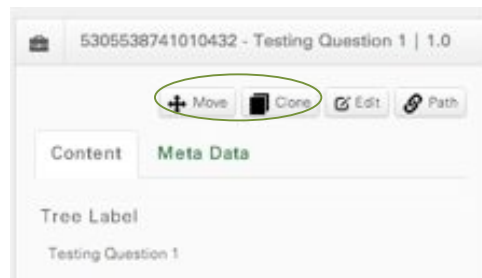 5305538741010432 - Testing Question 1 | 1.0
Move Clone Edit Path
Content Meta Data
Tree Label
Testing Question 1